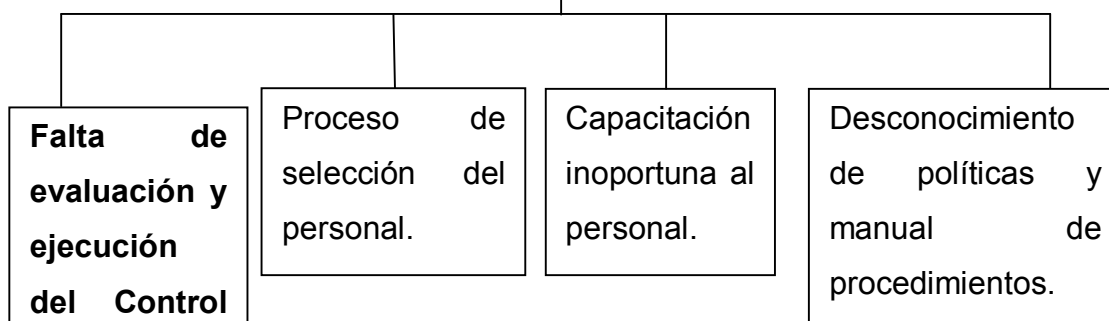 Falta de
evaluación y
ejecución
del Control
Proceso de
selección del
personal.
Capacitación
inoportuna al
personal.
Desconocimiento
de políticas y
manual de
procedimientos.